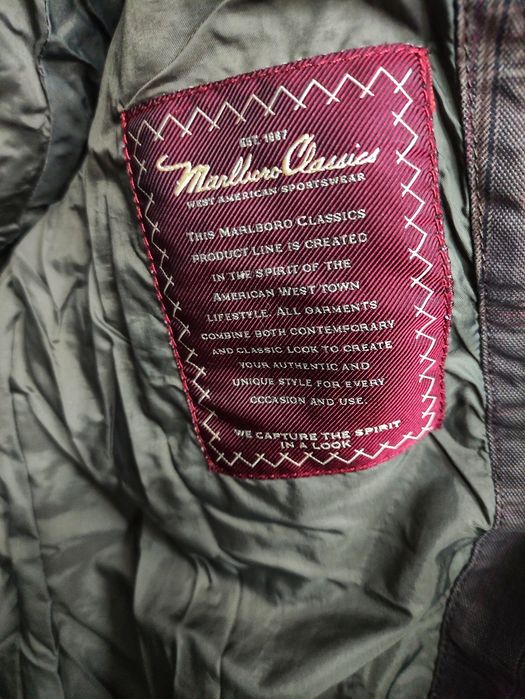 EST. 1987
Marlboro Classics
WEST AMERICAN SPORTSWEAR
THIS MARLBORO CLASSICS
PRODUCT LINE IS CREATED
IN THE SPIRIT OF THE
AMERICAN WEST TOWN
LIFESTYLE. ALL GARMENTS
COMBINE BOTH CONTEMPORARY
AND CLASSIC LOOK TO CREATE
YOUR AUTHENTIC AND
UNIQUE STYLE FOR EVERY
OCCASION AND USE.
WE CAPTURE THE SPIRIT
IN A LOOK